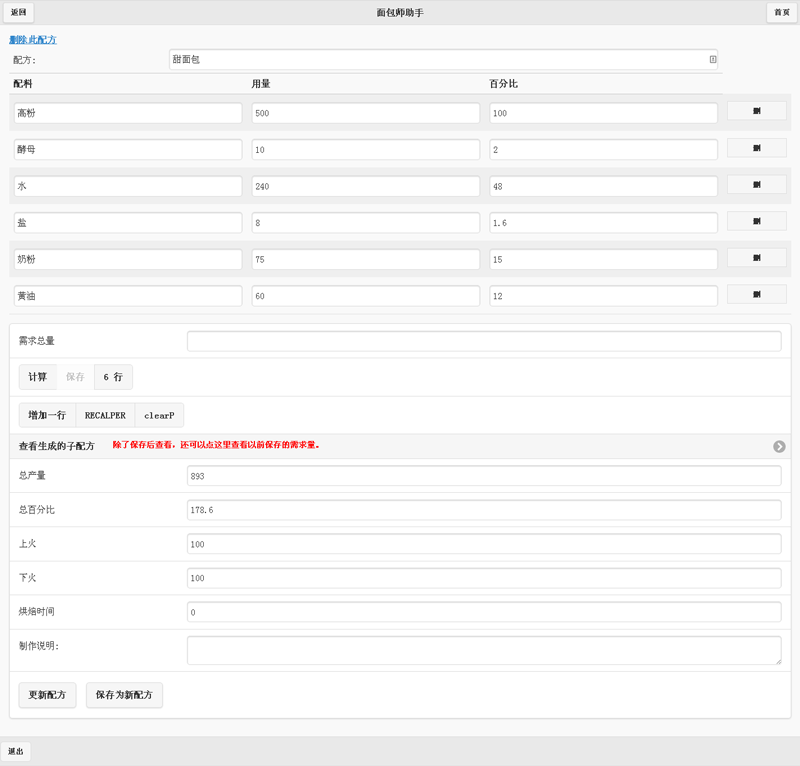 返回 面包师助手 首页
删除此配方
配方: 甜面包
配料 用量 百分比
高粉 500 100 删
酵母 10 2 删
水 240 48 删
盐 8 1.6 删
奶粉 75 15 删
黄油 60 12 删
需求总量
计算 保存 6 行
增加一行 RECALPER clearP
查看生成的子配方 除了保存后查看，还可以点这里查看以前保存的需求量。
总产量 893
总百分比 178.6
上火 100
下火 100
烘焙时间 0
制作说明:
更新配方 保存为新配方
退出